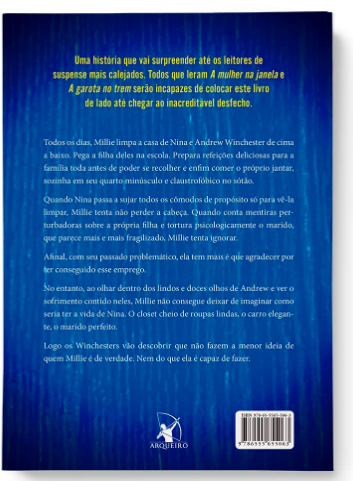 Uma história que vai surpreender até os leitores de
suspense mais calejados. Todos que leram A mulher na janela e
A garota no trem serão incapazes de colocar este livro
de lado até chegar ao inacreditável desfecho.
Todos os dias, Millie limpa a casa de Nina e Andrew Winchester de cima
a baixo. Pega a filha deles na escola. Prepara refeições deliciosas para a
família toda antes de poder se recolher e enfim comer o próprio jantar,
sozinha em seu quarto minúsculo e claustrofóbico no sótão.
Quando Nina passa a sujar todos os cômodos de propósito só para vê-la
limpar, Millie tenta não perder a cabeça. Quando conta mentiras per-
turbadoras sobre a própria filha e tortura psicologicamente o marido,
que parece mais e mais fragilizado, Millie tenta ignorar.
Afinal, com seu passado problemático, ela tem mais é que agradecer por
ter conseguido esse emprego.
No entanto, ao olhar dentro dos lindos e doces olhos de Andrew e ver o
sofrimento contido neles, Millie não consegue deixar de imaginar como
seria ter a vida de Nina. O closet cheio de roupas lindas, o carro elegan-
te, o marido perfeito.
Logo os Winchesters vão descobrir que não fazem a menor ideia de
quem Millie é de verdade. Nem do que ela é capaz de fazer.
ARQUEIRO